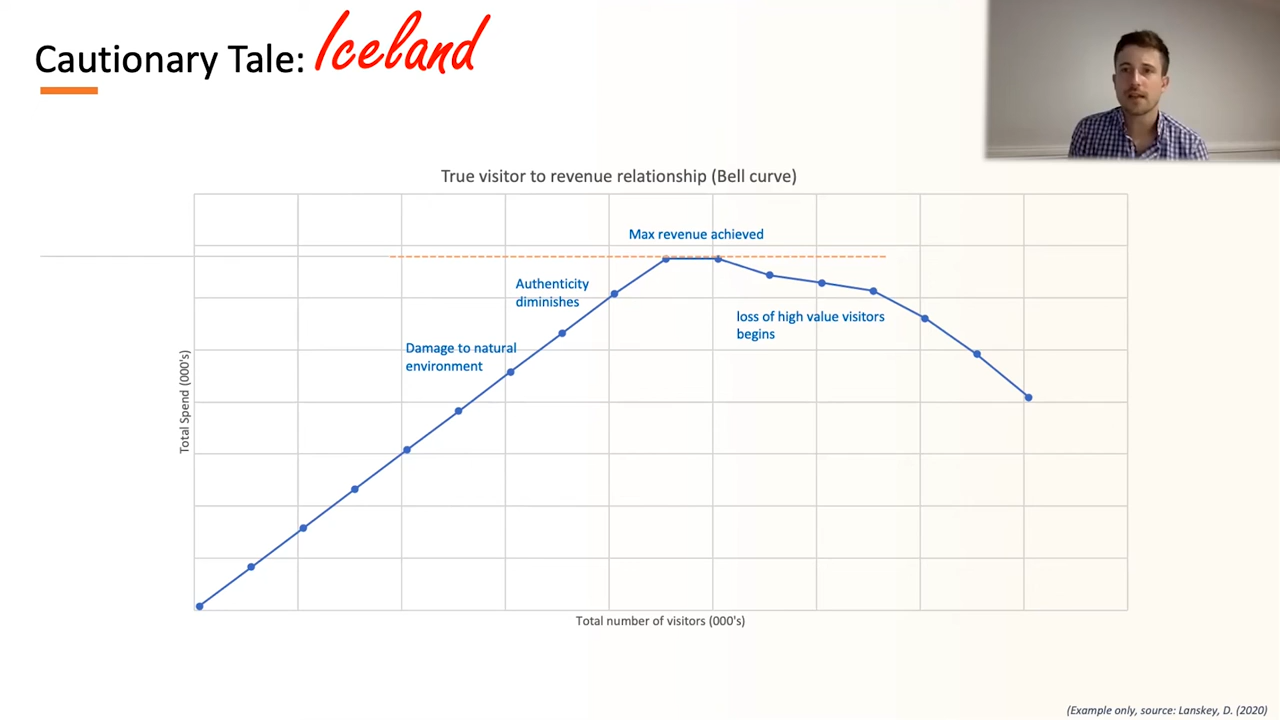 Cautionary Tale: Iceland
True visitor to revenue relationship (Bell curve)
Max revenue achieved
Authenticity
diminishes
loss of high value visitors
begins
Damage to natural
environment
Total Spend (000's)
Total number of visitors (000's)
(Example only, source: Lanskey, D. (2020)